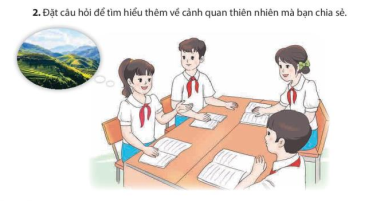 2. Đặt câu hỏi để tìm hiểu thêm về cảnh quan thiên nhiên mà bạn chia sẻ.